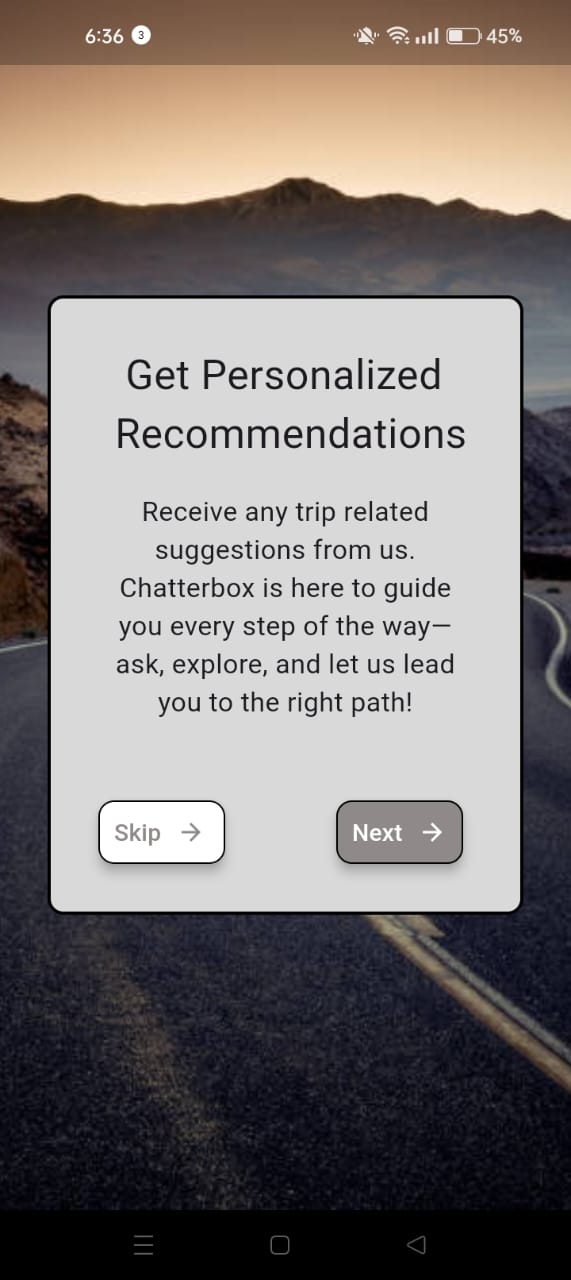 6:36 3 45%
Get Personalized
Recommendations
Receive any trip related
suggestions from us.
Chatterbox is here to guide
you every step of the way—
ask, explore, and let us lead
you to the right path!
Skip → Next →